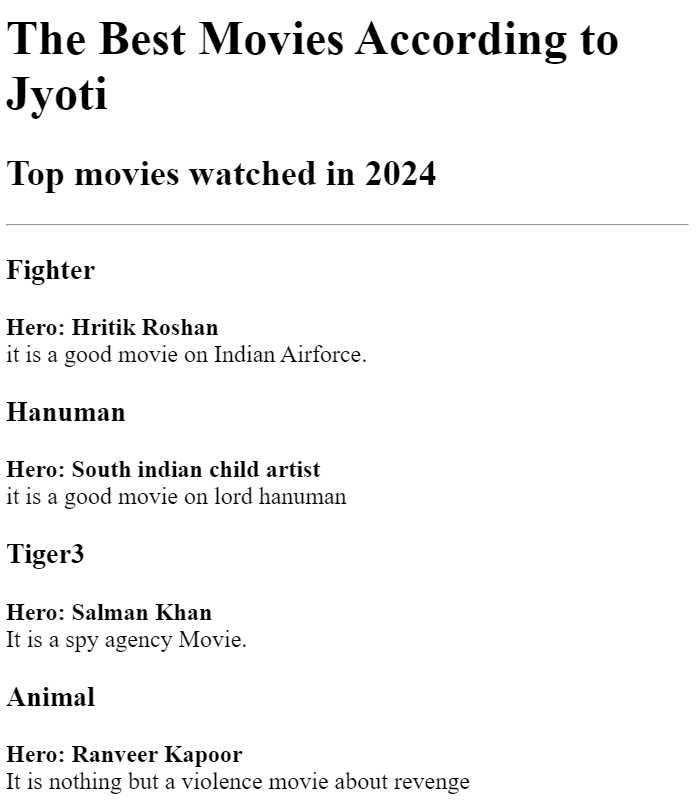 The Best Movies According to
Jyoti
Top movies watched in 2024
Fighter
Hero: Hritik Roshan
it is a good movie on Indian Airforce.
Hanuman
Hero: South indian child artist
it is a good movie on lord hanuman
Tiger3
Hero: Salman Khan
It is a spy agency Movie.
Animal
Hero: Ranveer Kapoor
It is nothing but a violence movie about revenge